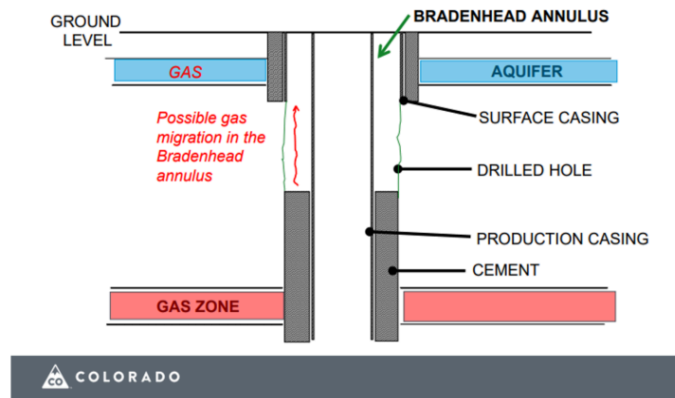 GROUND
LEVEL
BRADENHEAD ANNULUS
GAS
AQUIFER
Possible gas
migration in the
Bradenhead
annulus
SURFACE CASING
DRILLED HOLE
PRODUCTION CASING
CEMENT
GAS ZONE
CO
COLORADO